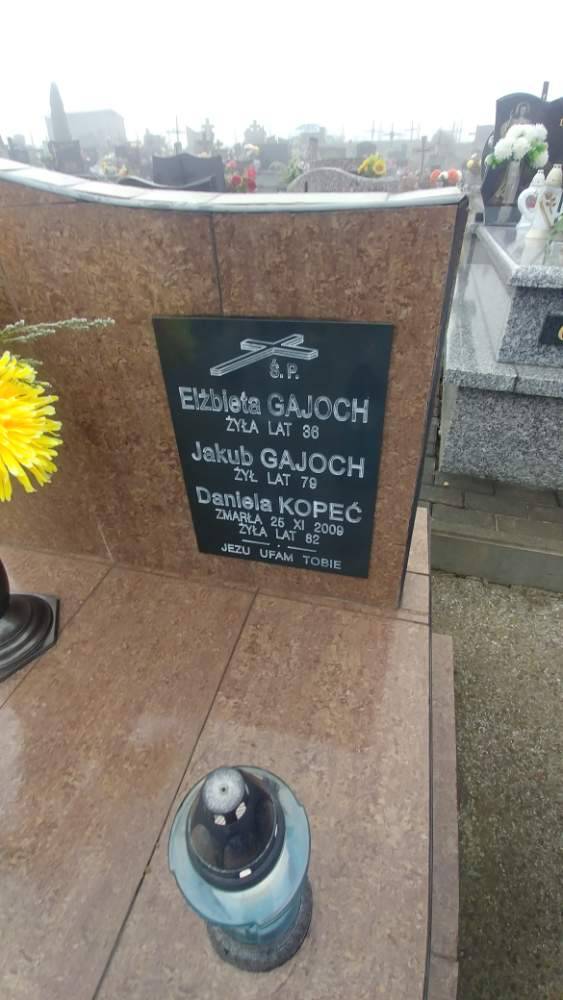 Ś.P.
Elżbieta GAJOCH
ŻYŁA LAT 36
Jakub GAJOCH
ŻYŁ LAT 79
Daniela KOPEĆ
ZMARŁA 25 XI 2009
ŻYŁA LAT 82
JEZU UFAM TOBIE